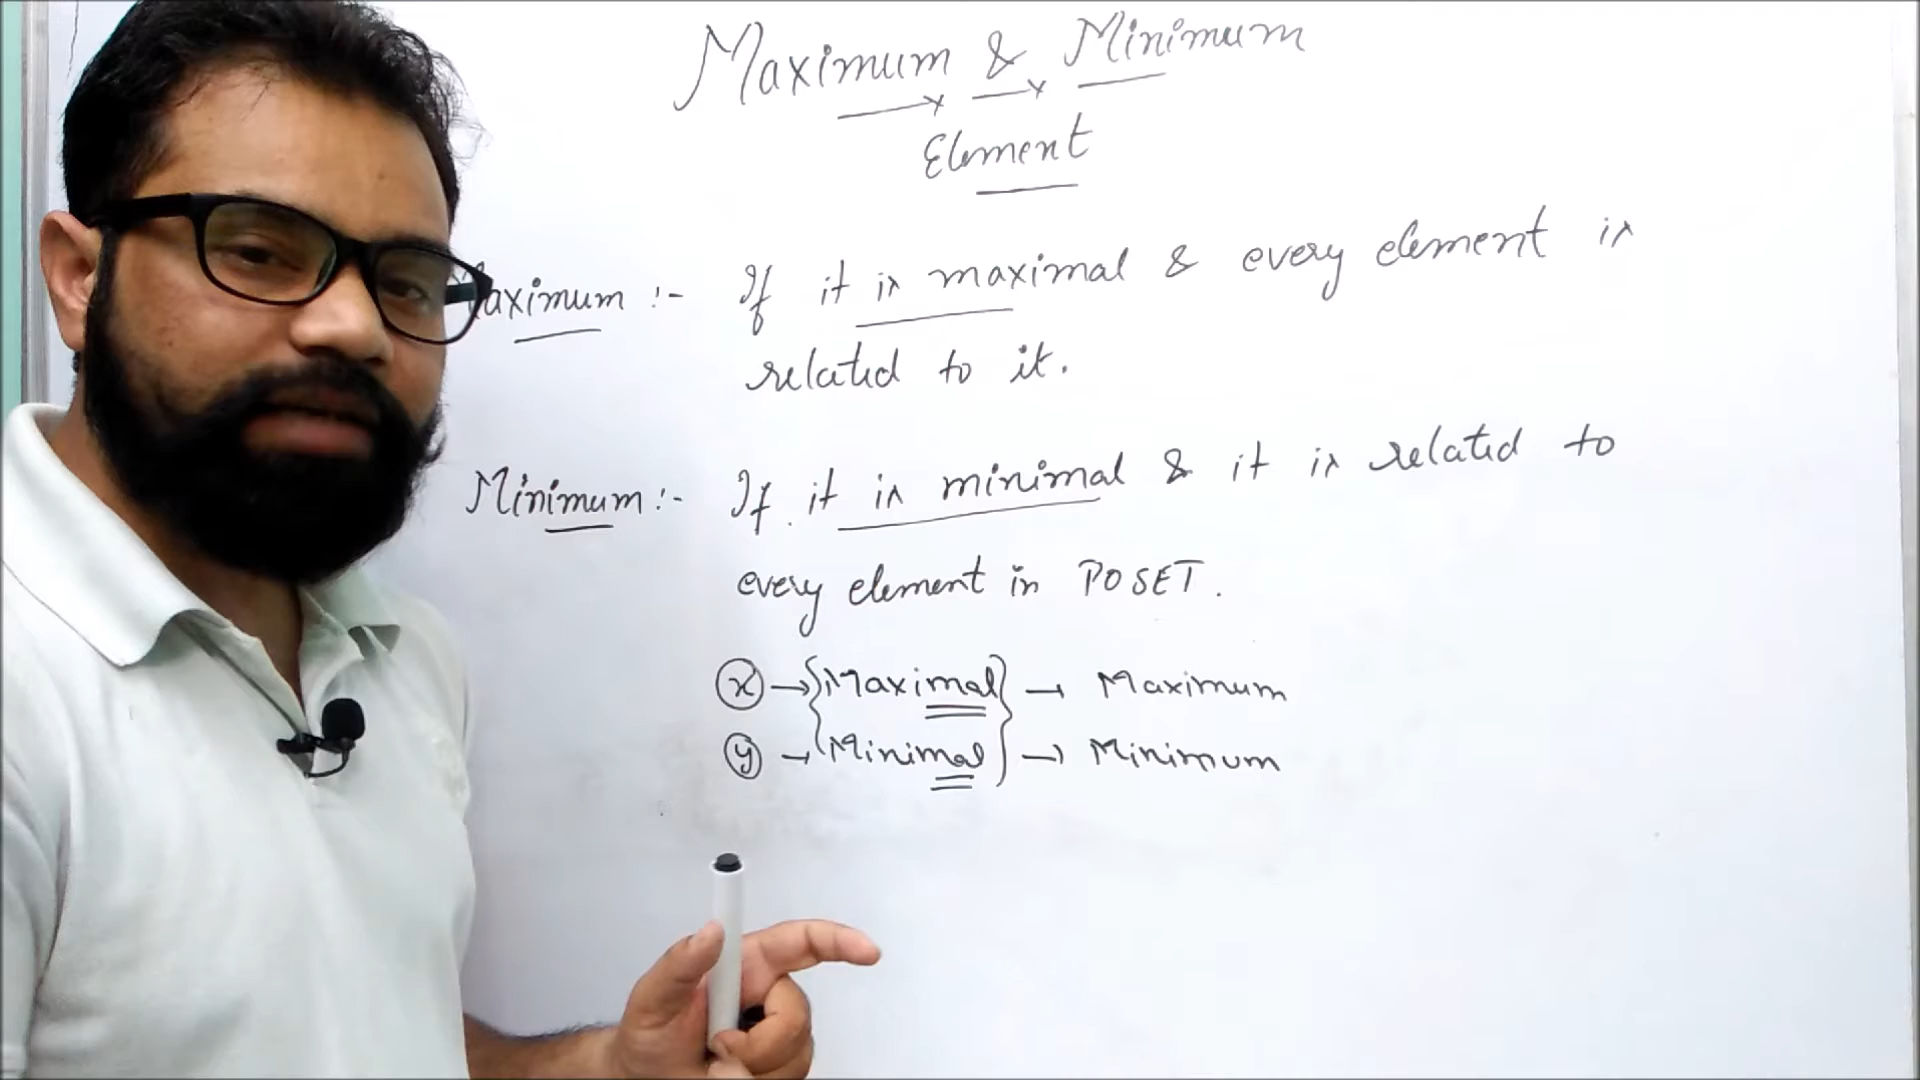 Maximum & Minimum
Element
Maximum :- If it is maximal & every element is
related to it.
Minimum :- If it is minimal & it is related to
every element in POSET.
x → { Maximal } → Maximum
y → { Minimal } → Minimum